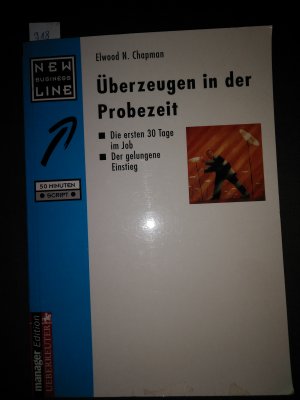 918
NEW
BUSINESS
LINE
Elwood N. Chapman
Überzeugen in der
Probezeit
Die ersten 30 Tage
im Job
Der gelungene
Einstieg
50 MINUTEN
SCRIPT
manager Edition
UEBERREUTER